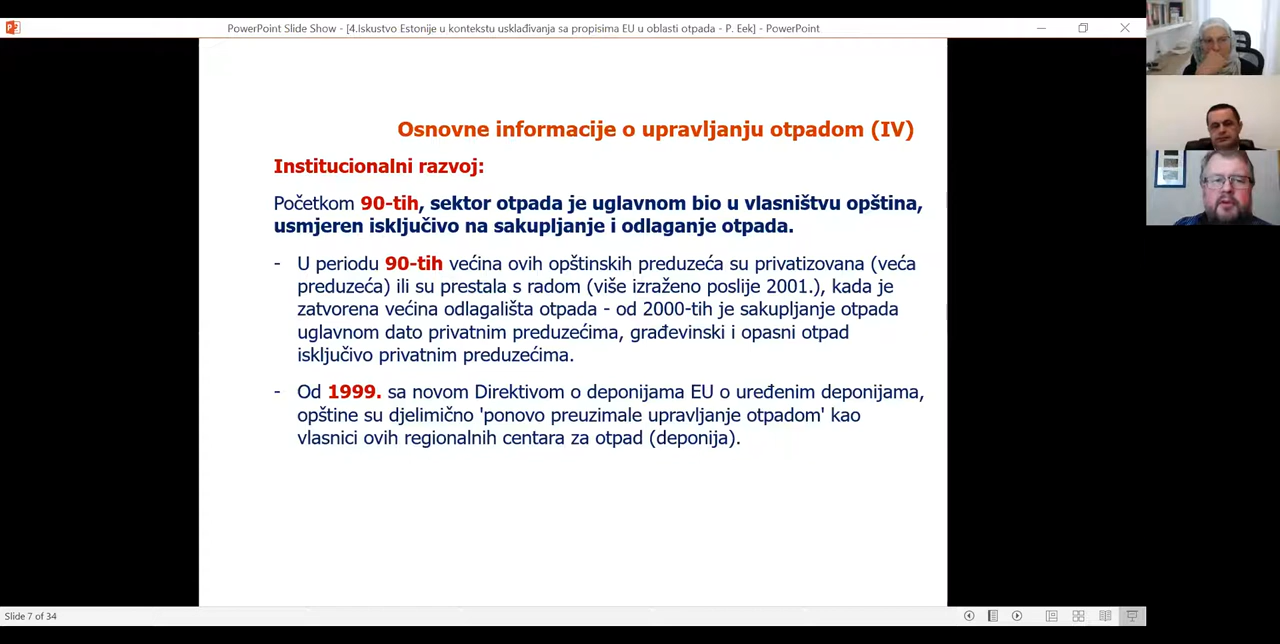 PowerPoint Slide Show - [4.Iskustvo Estonije u kontekstu usklađivanja sa propisima EU u oblasti otpada - P. Eek] - PowerPoint
Osnovne informacije o upravljanju otpadom (IV)
Institucionalni razvoj:
Početkom 90-tih, sektor otpada je uglavnom bio u vlasništvu opština,
usmjeren isključivo na sakupljanje i odlaganje otpada.
- U periodu 90-tih većina ovih opštinskih preduzeća su privatizovana (veća
preduzeća) ili su prestala s radom (više izraženo poslije 2001.), kada je
zatvorena većina odlagališta otpada - od 2000-tih je sakupljanje otpada
uglavnom dato privatnim preduzećima, građevinski i opasni otpad
isključivo privatnim preduzećima.
- Od 1999. sa novom Direktivom o deponijama EU o uređenim deponijama,
opštine su djelimično 'ponovo preuzimale upravljanje otpadom' kao
vlasnici ovih regionalnih centara za otpad (deponija).
Slide 7 of 34